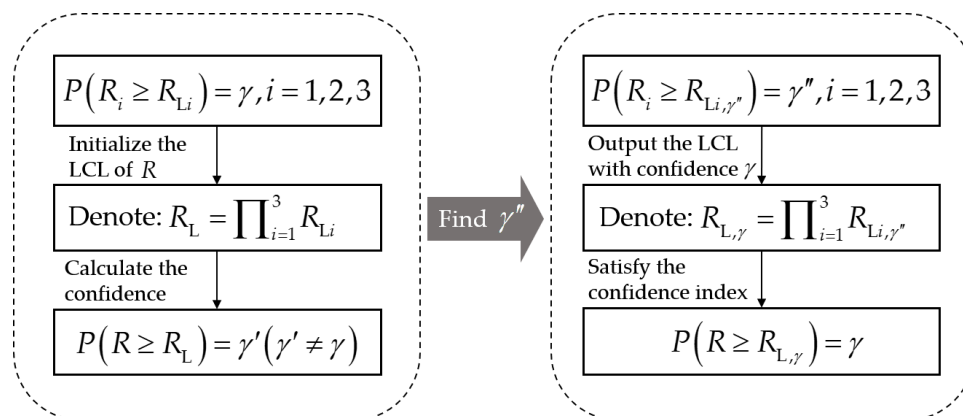 P(R_i ≥ R_Li) = γ, i = 1, 2, 3
Initialize the
LCL of R
Denote: R_L = ∏_{i=1}^{3} R_Li
Calculate the
confidence
P(R ≥ R_L) = γ′(γ′ ≠ γ)
Find γ″
P(R_i ≥ R_{Li,γ″}) = γ″, i = 1, 2, 3
Output the LCL
with confidence γ
Denote: R_{L,γ} = ∏_{i=1}^{3} R_{Li,γ″}
Satisfy the
confidence index
P(R ≥ R_{L,γ}) = γ